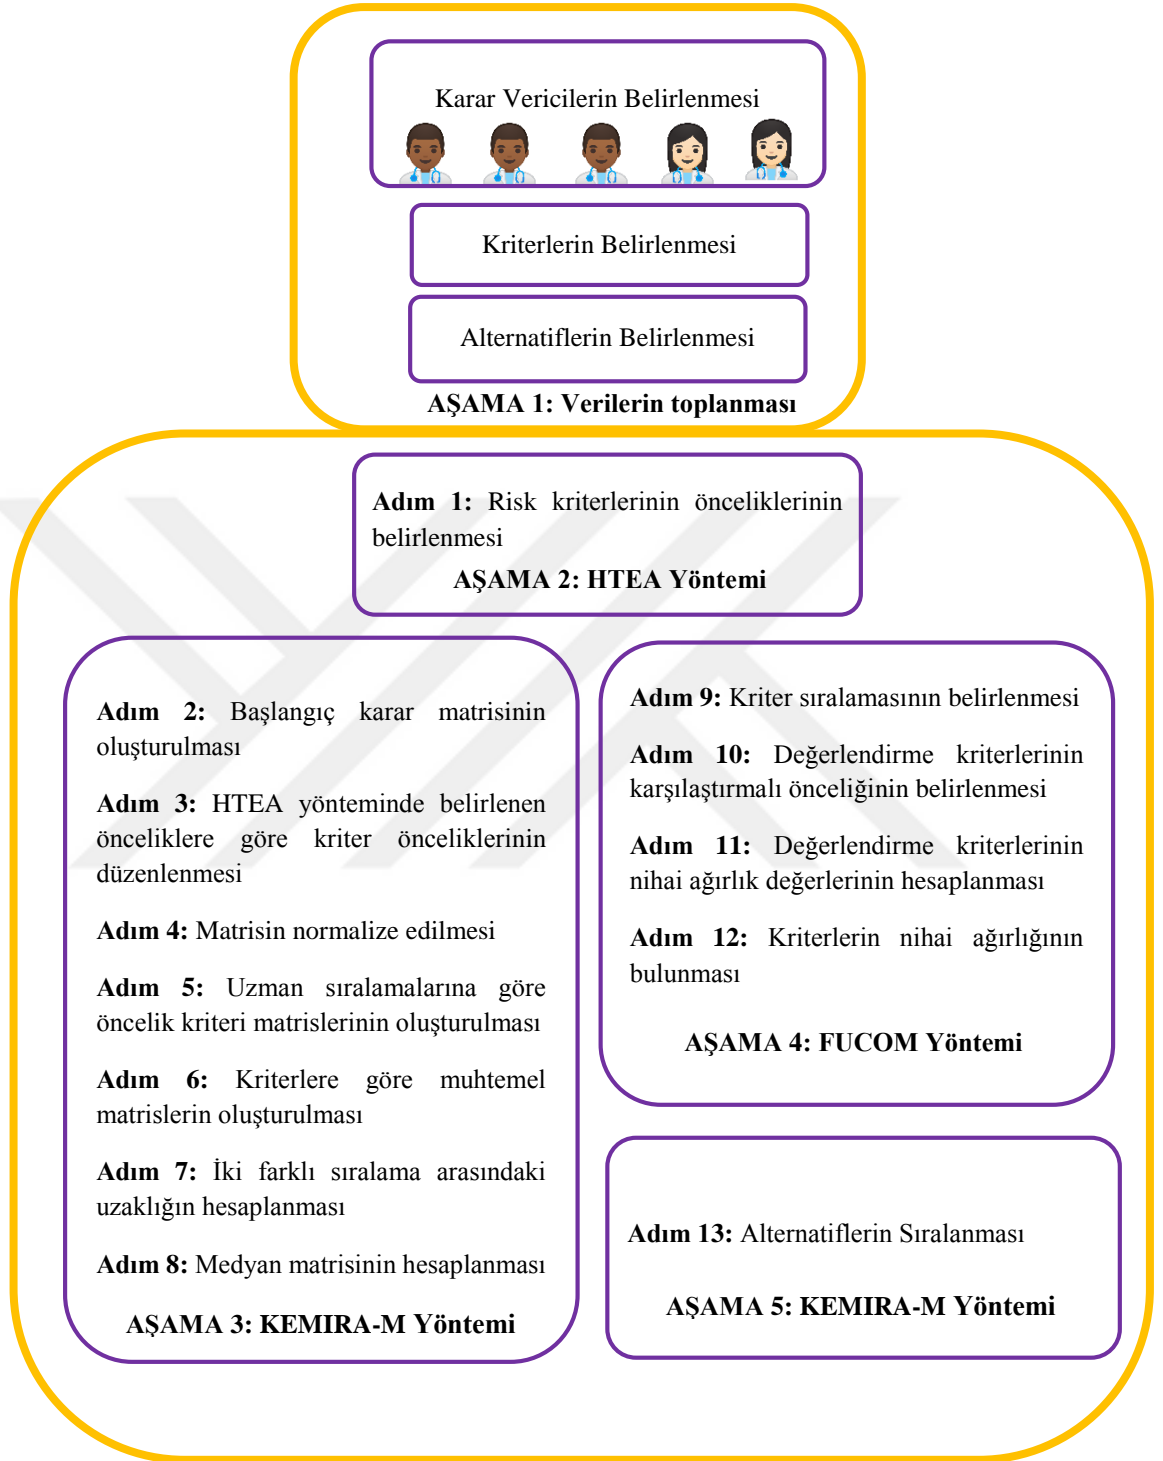 Karar Vericilerin Belirlenmesi
Kriterlerin Belirlenmesi
Alternatiflerin Belirlenmesi
AŞAMA 1: Verilerin toplanması
Adım 1: Risk kriterlerinin önceliklerinin
belirlenmesi
AŞAMA 2: HTEA Yöntemi
Adım 2: Başlangıç karar matrisinin
oluşturulması
Adım 3: HTEA yönteminde belirlenen
önceliklere göre kriter önceliklerinin
düzenlenmesi
Adım 4: Matrisin normalize edilmesi
Adım 5: Uzman sıralamalarına göre
öncelik kriteri matrislerinin oluşturulması
Adım 6: Kriterlere göre muhtemel
matrislerin oluşturulması
Adım 7: İki farklı sıralama arasındaki
uzaklığın hesaplanması
Adım 8: Medyan matrisinin hesaplanması
AŞAMA 3: KEMIRA-M Yöntemi
Adım 9: Kriter sıralamasının belirlenmesi
Adım 10: Değerlendirme kriterlerinin
karşılaştırmalı önceliğinin belirlenmesi
Adım 11: Değerlendirme kriterlerinin
nihai ağırlık değerlerinin hesaplanması
Adım 12: Kriterlerin nihai ağırlığının
bulunması
AŞAMA 4: FUCOM Yöntemi
Adım 13: Alternatiflerin Sıralanması
AŞAMA 5: KEMIRA-M Yöntemi